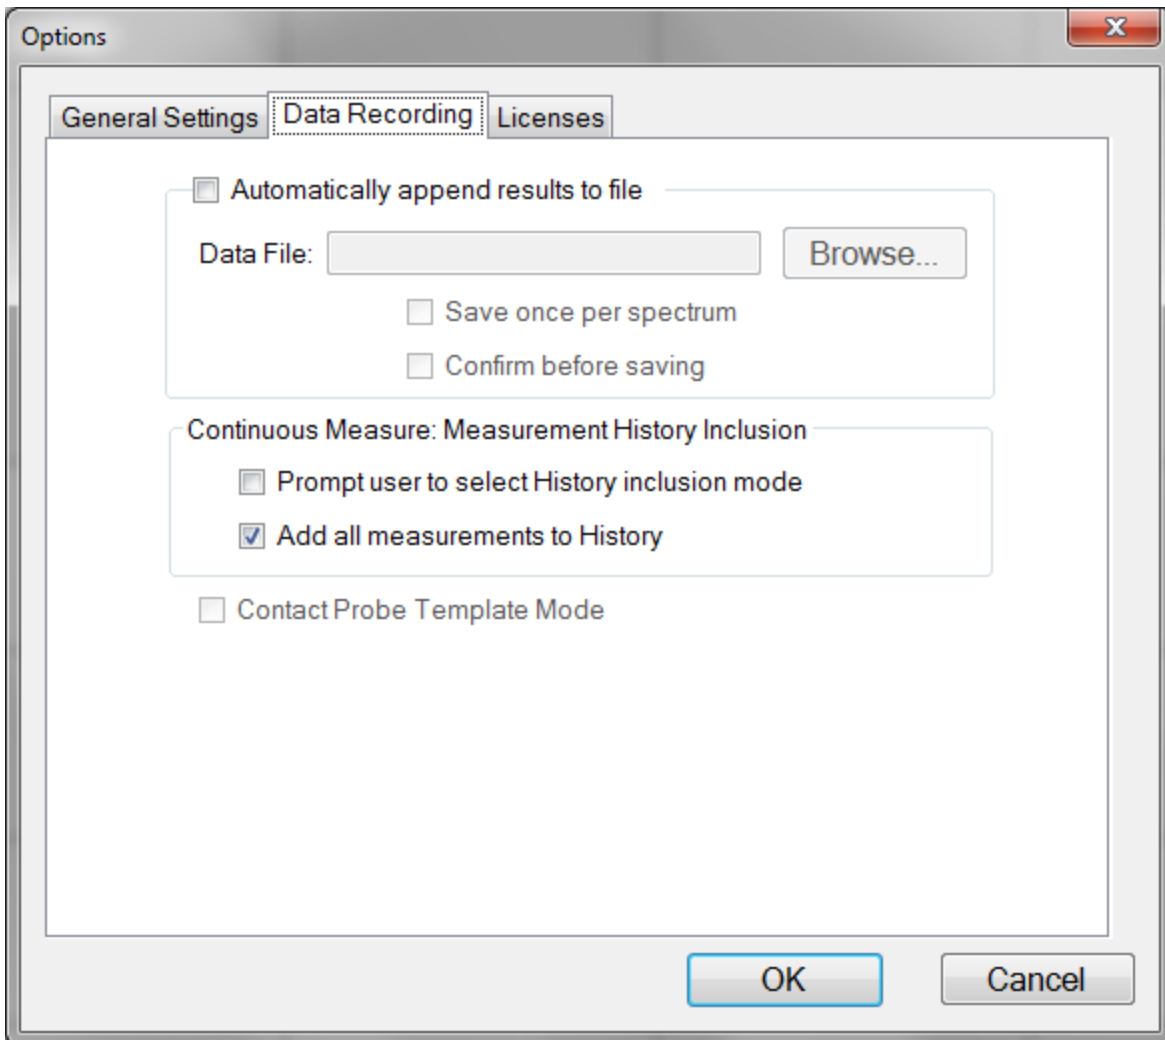 Options
General Settings Data Recording Licenses
Automatically append results to file
Data File: Browse...
Save once per spectrum
Confirm before saving
Continuous Measure: Measurement History Inclusion
Prompt user to select History inclusion mode
Add all measurements to History
Contact Probe Template Mode
OK Cancel